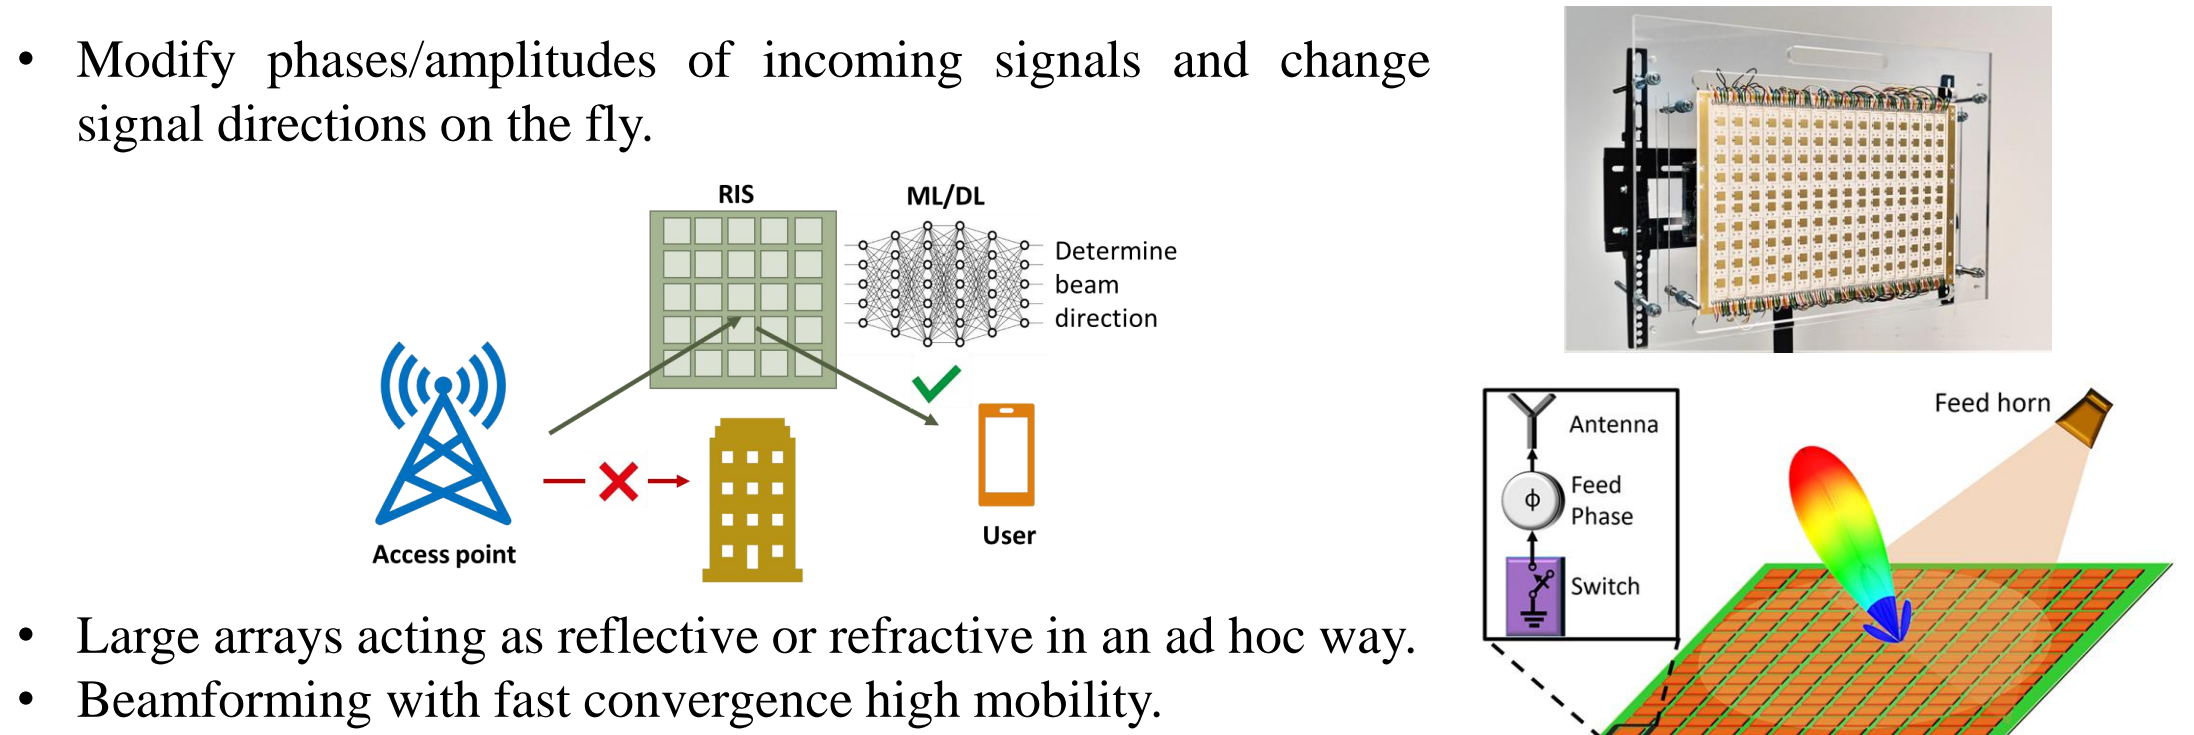 • Modify phases/amplitudes of incoming signals and change
signal directions on the fly.
RIS
ML/DL
Determine
beam
direction
Access point
User
• Large arrays acting as reflective or refractive in an ad hoc way.
• Beamforming with fast convergence high mobility.
Antenna
Feed
Phase
ϕ
Switch
Feed horn